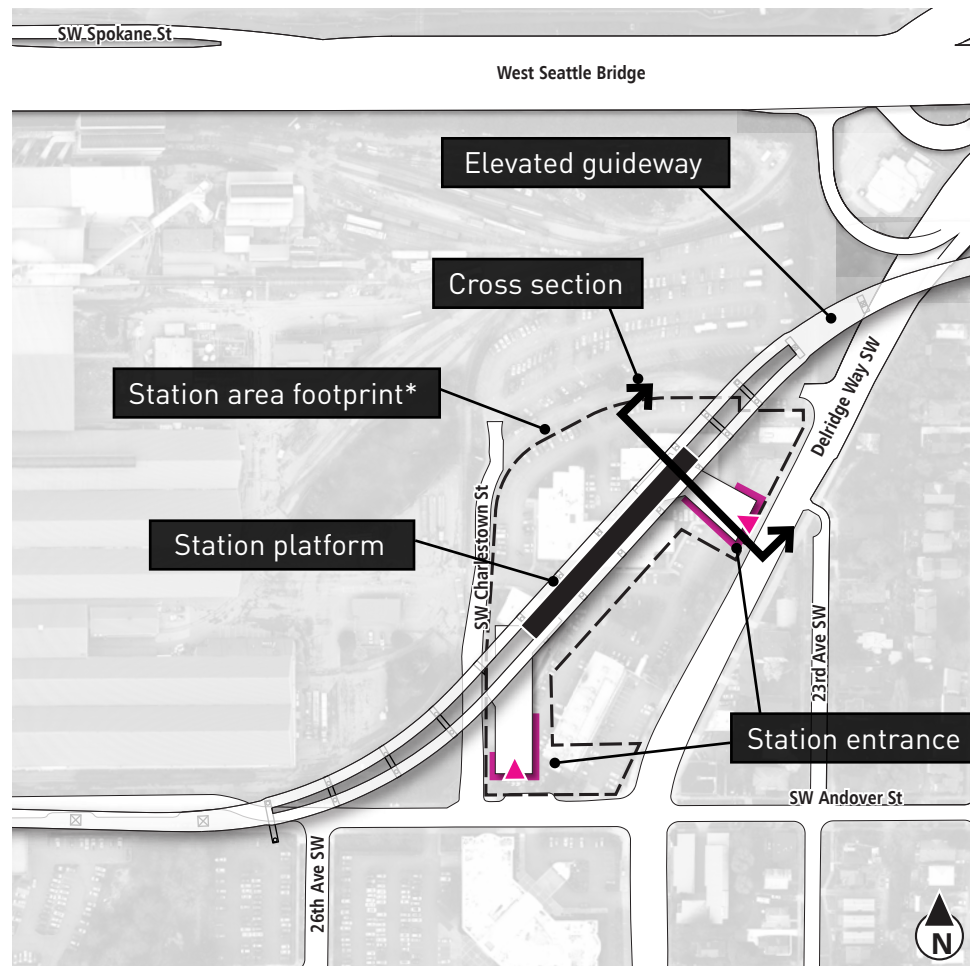 SW Spokane St
West Seattle Bridge
Elevated guideway
Cross section
Station area footprint*
Delridge Way SW
Station platform
SW Charlestown St
23rd Ave SW
Station entrance
SW Andover St
26th Ave SW
N